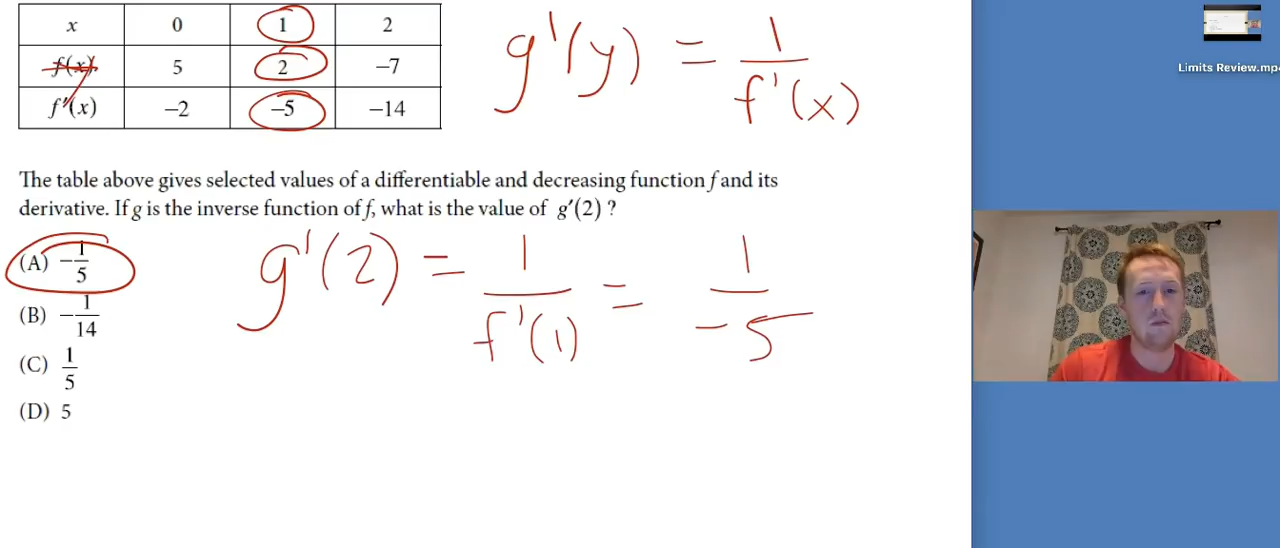 x 0 1 2
f(x) 5 2 −7
f′(x) −2 −5 −14
g'(y) = 1/f'(x)
Limits Review.mp4
The table above gives selected values of a differentiable and decreasing function f and its
derivative. If g is the inverse function of f, what is the value of g′(2) ?
(A) −1/5
g'(2) = 1/f'(1) = 1/-5
(B) −1/14
(C) 1/5
(D) 5